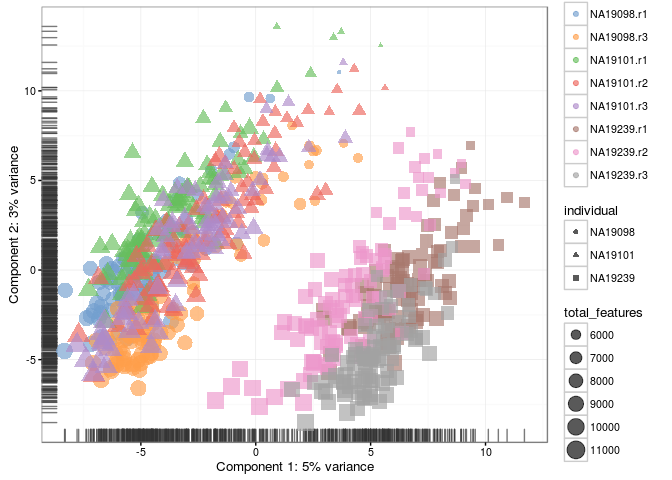 NA19098.r1
NA19098.r3
NA19101.r1
NA19101.r2
NA19101.r3
NA19239.r1
NA19239.r2
NA19239.r3
individual
NA19098
NA19101
NA19239
total_features
6000
7000
8000
9000
10000
11000
10
5
0
-5
Component 2: 3% variance
-5
0
5
10
Component 1: 5% variance